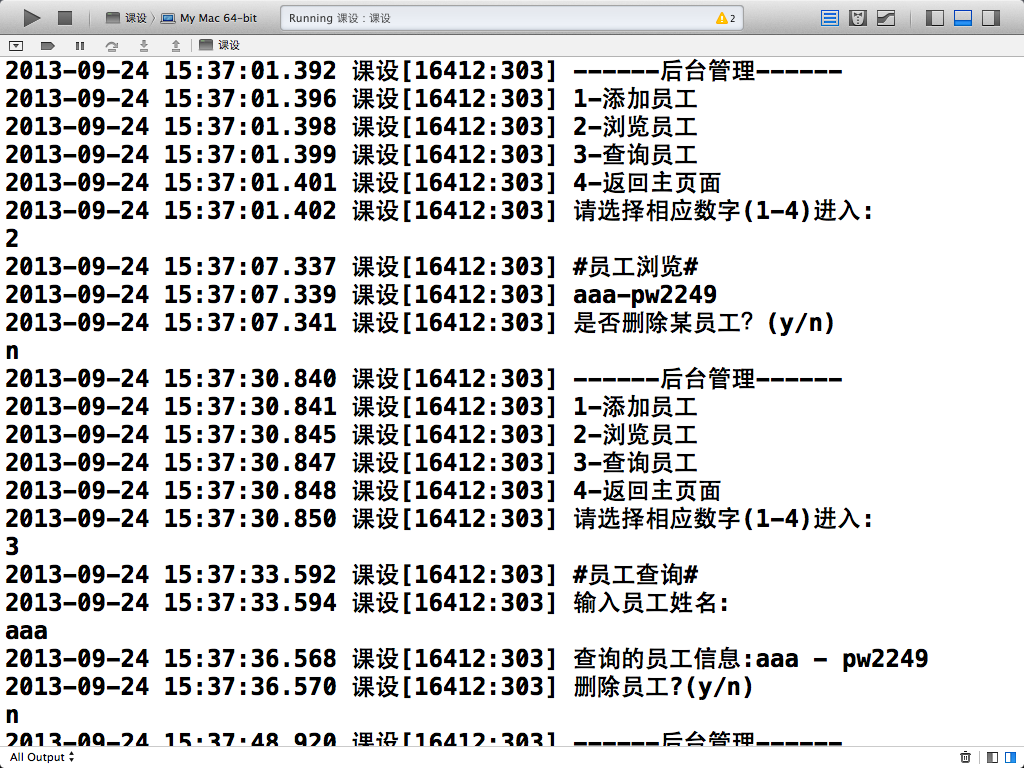 课设 〉 My Mac 64-bit
Running 课设 : 课设
2
课设
2013-09-24 15:37:01.392 课设[16412:303] ------后台管理------
2013-09-24 15:37:01.396 课设[16412:303] 1-添加员工
2013-09-24 15:37:01.398 课设[16412:303] 2-浏览员工
2013-09-24 15:37:01.399 课设[16412:303] 3-查询员工
2013-09-24 15:37:01.401 课设[16412:303] 4-返回主页面
2013-09-24 15:37:01.402 课设[16412:303] 请选择相应数字(1-4)进入:
2
2013-09-24 15:37:07.337 课设[16412:303] #员工浏览#
2013-09-24 15:37:07.339 课设[16412:303] aaa-pw2249
2013-09-24 15:37:07.341 课设[16412:303] 是否删除某员工？(y/n)
n
2013-09-24 15:37:30.840 课设[16412:303] ------后台管理------
2013-09-24 15:37:30.841 课设[16412:303] 1-添加员工
2013-09-24 15:37:30.845 课设[16412:303] 2-浏览员工
2013-09-24 15:37:30.847 课设[16412:303] 3-查询员工
2013-09-24 15:37:30.848 课设[16412:303] 4-返回主页面
2013-09-24 15:37:30.850 课设[16412:303] 请选择相应数字(1-4)进入:
3
2013-09-24 15:37:33.592 课设[16412:303] #员工查询#
2013-09-24 15:37:33.594 课设[16412:303] 输入员工姓名:
aaa
2013-09-24 15:37:36.568 课设[16412:303] 查询的员工信息:aaa - pw2249
2013-09-24 15:37:36.570 课设[16412:303] 删除员工?(y/n)
n
2013-09-24 15:37:48.920 课设[16412:303] ------后台管理------
All Output